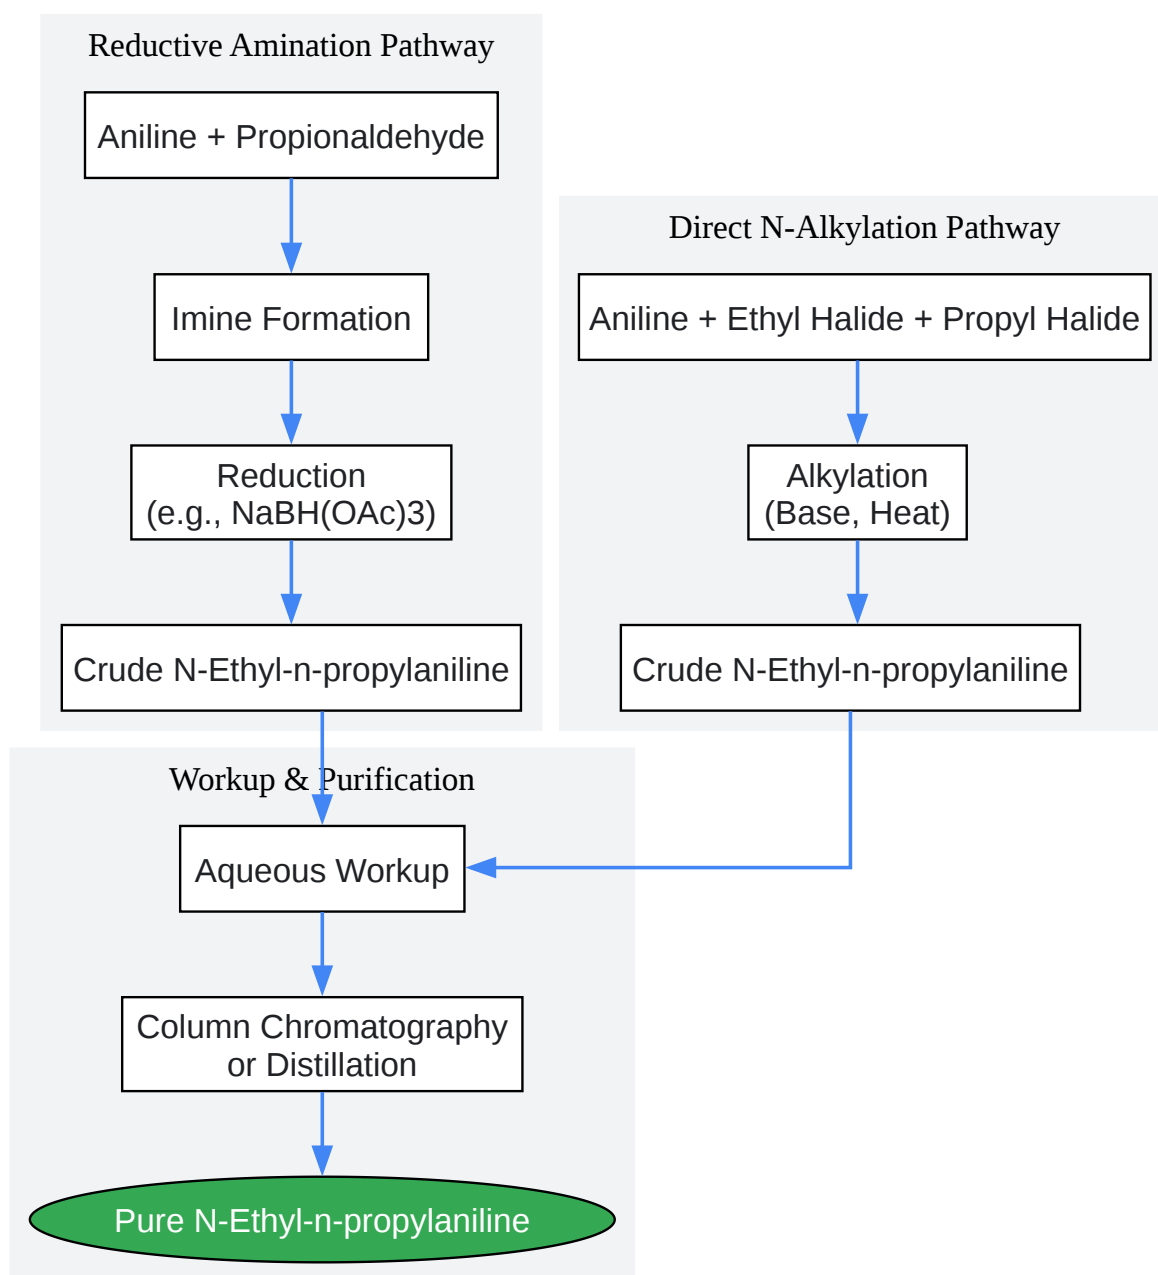 Reductive Amination Pathway
Aniline + Propionaldehyde
Imine Formation
Reduction
(e.g., NaBH(OAc)3)
Crude N-Ethyl-n-propylaniline
Direct N-Alkylation Pathway
Aniline + Ethyl Halide + Propyl Halide
Alkylation
(Base, Heat)
Crude N-Ethyl-n-propylaniline
Workup & Purification
Aqueous Workup
Column Chromatography
or Distillation
Pure N-Ethyl-n-propylaniline